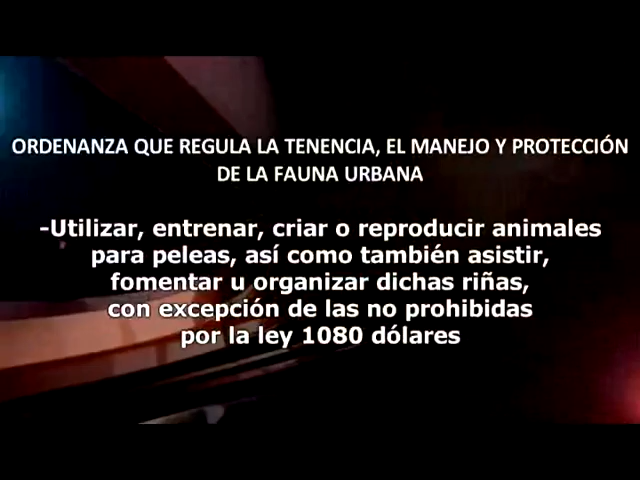 ORDENANZA QUE REGULA LA TENENCIA, EL MANEJO Y PROTECCIÓN
DE LA FAUNA URBANA
-Utilizar, entrenar, criar o reproducir animales
para peleas, así como también asistir,
fomentar u organizar dichas riñas,
con excepción de las no prohibidas
por la ley 1080 dólares